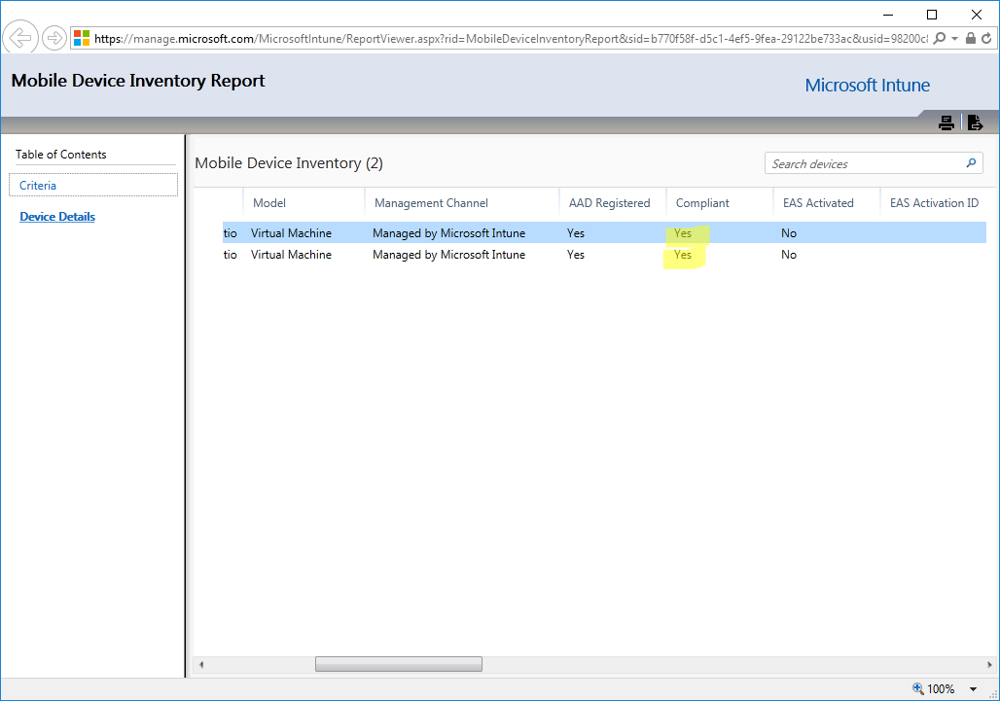 https://manage.microsoft.com/MicrosoftIntune/ReportViewer.aspx?rid=MobileDeviceInventoryReport&sid=b770f58f-d5c1-4ef5-9fea-29122be733ac&usid=98200c8
Mobile Device Inventory Report
Microsoft Intune
Table of Contents
Criteria
Device Details
Mobile Device Inventory (2)
Search devices
Model Management Channel AAD Registered Compliant EAS Activated EAS Activation ID
tio Virtual Machine Managed by Microsoft Intune Yes Yes No
tio Virtual Machine Managed by Microsoft Intune Yes Yes No
100%